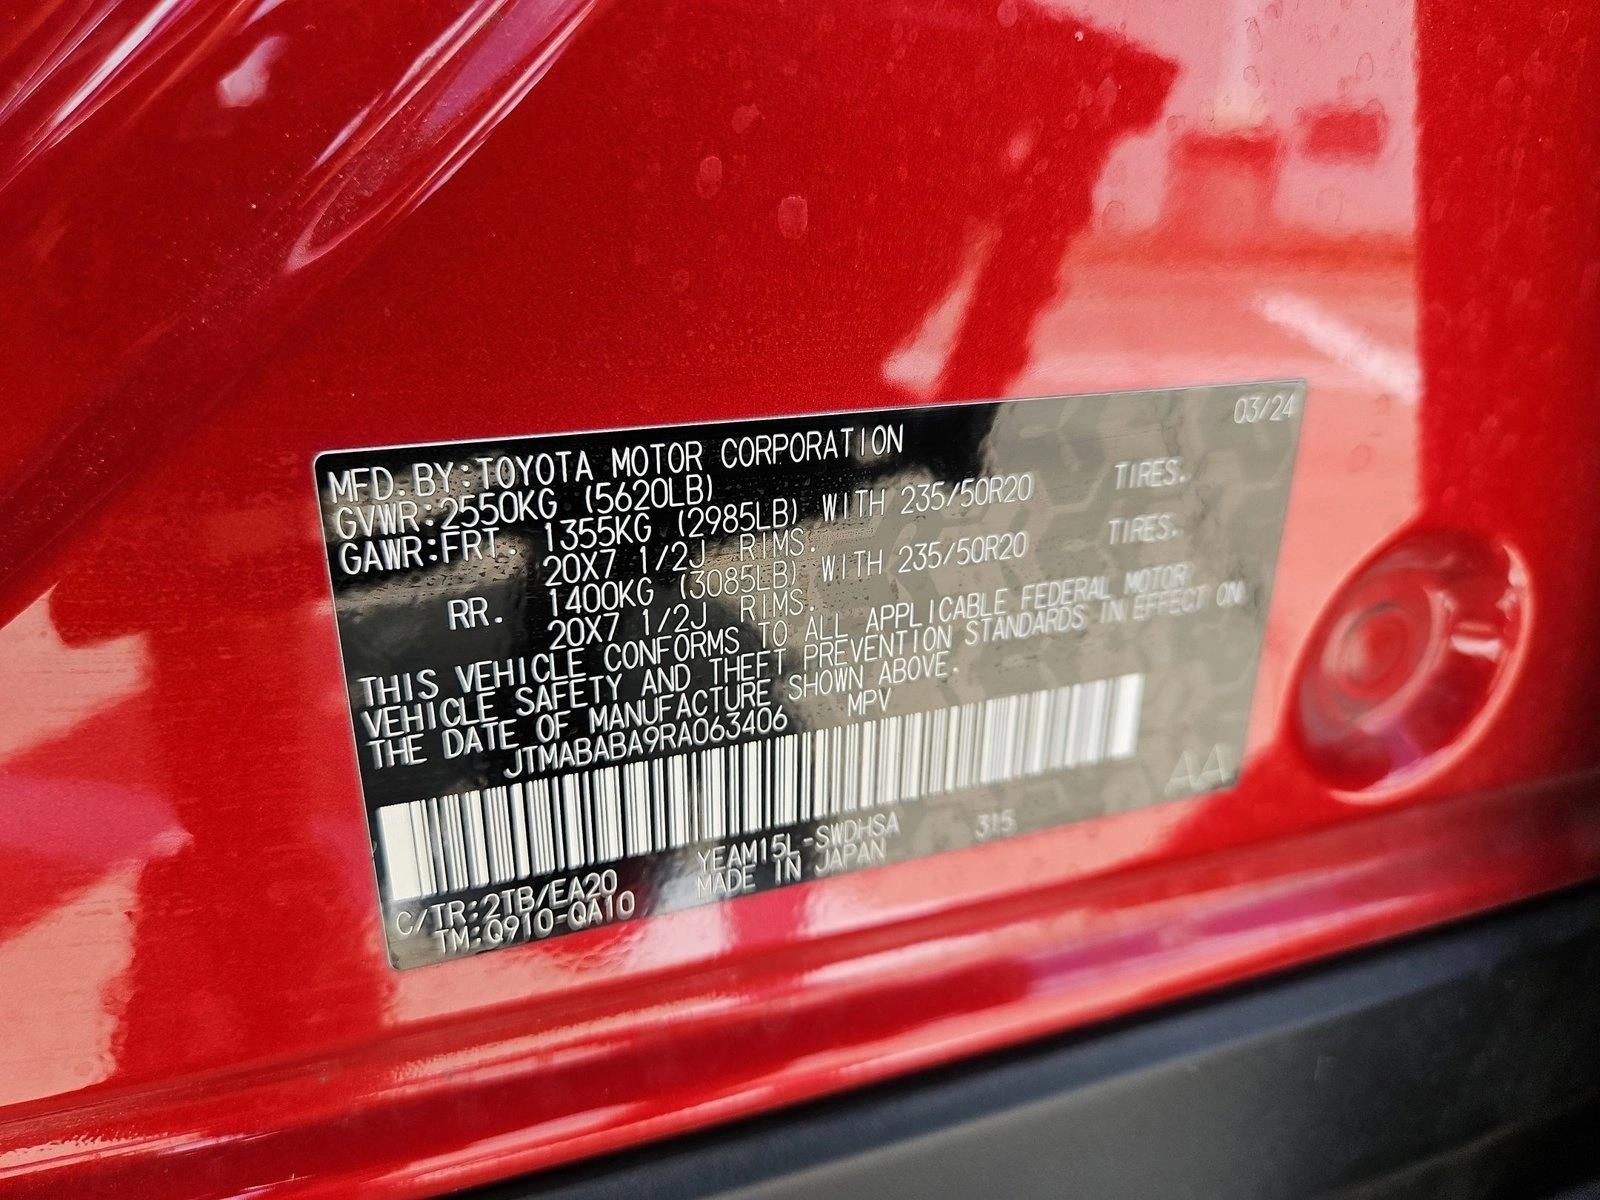 03/24
MFD.BY:TOYOTA MOTOR CORPORATION
GVWR:2550KG (5620LB)
GAWR:FRT. 1355KG (2985LB) WITH 235/50R20 TIRES.
20X7 1/2J RIMS.
RR. 1400KG (3085LB) WITH 235/50R20 TIRES.
20X7 1/2J RIMS.
THIS VEHICLE CONFORMS TO ALL APPLICABLE FEDERAL MOTOR
VEHICLE SAFETY AND THEFT PREVENTION STANDARDS IN EFFECT ON
THE DATE OF MANUFACTURE SHOWN ABOVE.
JTMABABA9RA063406 MPV
AA
YEAM15L-SWDHSA 315
C/TR:2TB/EA20 MADE IN JAPAN
TM:Q910-QA10